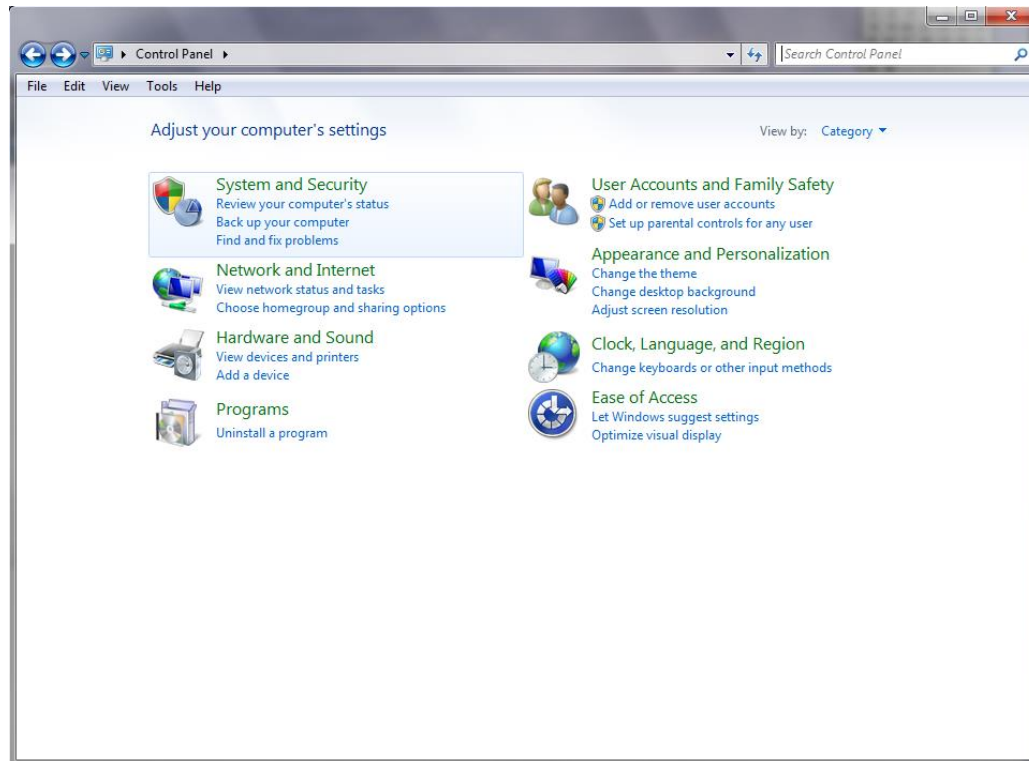 Control Panel
Search Control Panel
File Edit View Tools Help
Adjust your computer's settings
View by: Category
System and Security
Review your computer's status
Back up your computer
Find and fix problems
Network and Internet
View network status and tasks
Choose homegroup and sharing options
Hardware and Sound
View devices and printers
Add a device
Programs
Uninstall a program
User Accounts and Family Safety
Add or remove user accounts
Set up parental controls for any user
Appearance and Personalization
Change the theme
Change desktop background
Adjust screen resolution
Clock, Language, and Region
Change keyboards or other input methods
Ease of Access
Let Windows suggest settings
Optimize visual display